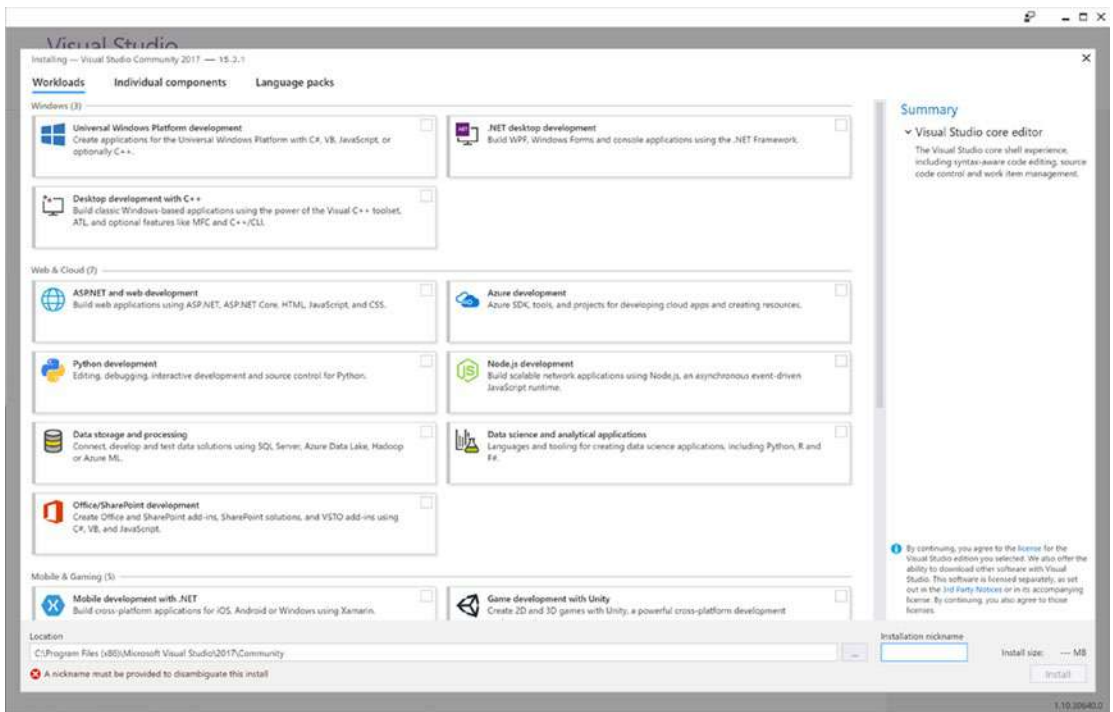 Visual Studio
Installing — Visual Studio Community 2017 — 15.3.1
Workloads
Individual components
Language packs
Windows (3)
Universal Windows Platform development
Create applications for the Universal Windows Platform with C#, VB, JavaScript, or
optionally C++.
.NET desktop development
Build WPF, Windows Forms and console applications using the .NET Framework.
Desktop development with C++
Build classic Windows-based applications using the power of the Visual C++ toolset,
ATL, and optional features like MFC and C++/CLI.
Web & Cloud (7)
ASP.NET and web development
Build web applications using ASP.NET, ASP.NET Core, HTML, JavaScript, and CSS.
Azure development
Azure SDK, tools, and projects for developing cloud apps and creating resources.
Python development
Editing, debugging, interactive development and source control for Python.
Node.js development
Build scalable network applications using Node.js, an asynchronous event-driven
JavaScript runtime.
Data storage and processing
Connect, develop and test data solutions using SQL Server, Azure Data Lake, Hadoop
or Azure ML.
Data science and analytical applications
Languages and tooling for creating data science applications, including Python, R and
F#.
Office/SharePoint development
Create Office and SharePoint add-ins, SharePoint solutions, and VSTO add-ins using
C#, VB, and JavaScript.
Mobile & Gaming (5)
Mobile development with .NET
Build cross-platform applications for iOS, Android or Windows using Xamarin.
Game development with Unity
Create 2D and 3D games with Unity, a powerful cross-platform development
Summary
Visual Studio core editor
The Visual Studio core shell experience,
including syntax-aware code editing, source
code control and work item management.
By continuing, you agree to the license for the
Visual Studio edition you selected. We also offer the
ability to download other software with Visual
Studio. This software is licensed separately, as set
out in the 3rd Party Notices or in its accompanying
license. By continuing, you also agree to those
licenses.
Location
C:\Program Files (x86)\Microsoft Visual Studio\2017\Community
...
A nickname must be provided to disambiguate this install
Installation nickname
Install size: --- MB
Install
1.10.30640.0